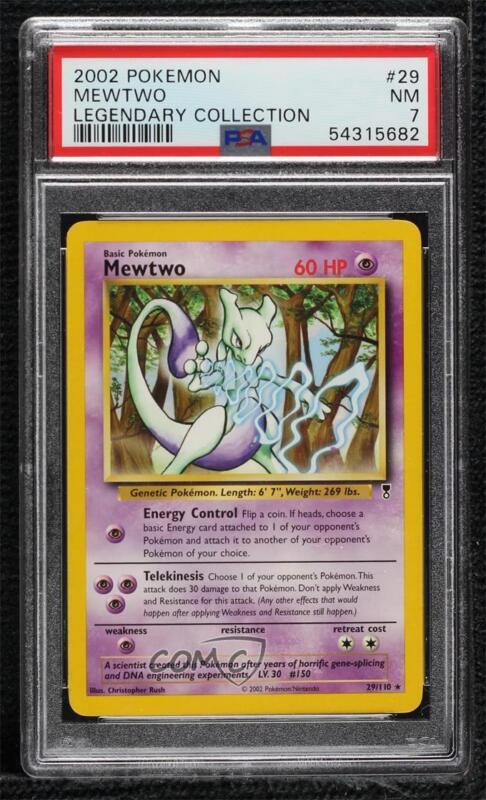 2002 POKEMON #29
MEWTWO NM
LEGENDARY COLLECTION 7
PSA 54315682
Basic Pokémon
Mewtwo 60 HP
Genetic Pokémon. Length: 6' 7", Weight: 269 lbs.
Energy Control Flip a coin. If heads, choose a
basic Energy card attached to 1 of your opponent's
Pokémon and attach it to another of your opponent's
Pokémon of your choice.
Telekinesis Choose 1 of your opponent's Pokémon. This
attack does 30 damage to that Pokémon. Don't apply Weakness
and Resistance for this attack. (Any other effects that would
happen after applying Weakness and Resistance still happen.)
weakness resistance retreat cost
COMC
A scientist created this Pokémon after years of horrific gene-splicing
and DNA engineering experiments. LV. 30 #150
Illus. Christopher Rush © 2002 Pokémon/Nintendo 29/110 ★